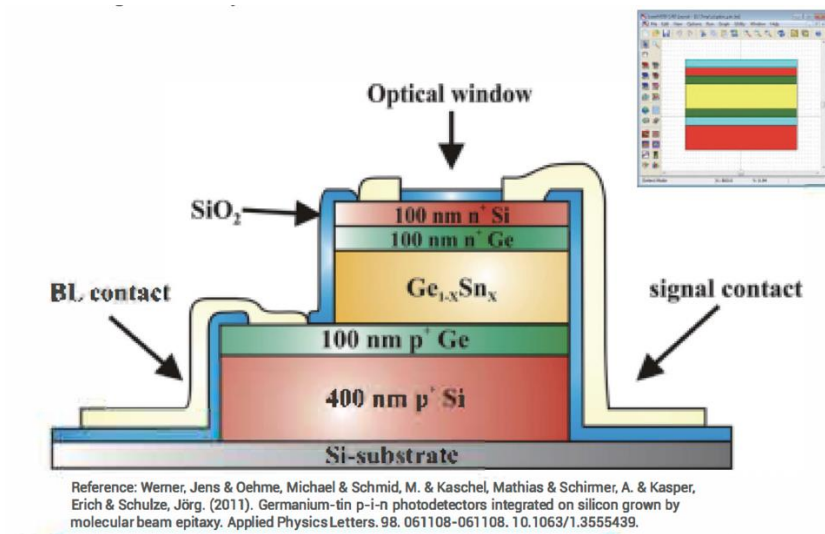 Optical window
SiO₂
100 nm n⁺ Si
100 nm n⁺ Ge
BL contact
Ge₁₋ₓSnₓ
signal contact
100 nm p⁺ Ge
400 nm p⁺ Si
Si-substrate
Reference: Werner, Jens & Oehme, Michael & Schmid, M. & Kaschel, Mathias & Schirmer, A. & Kasper,
Erich & Schulze, Jörg. (2011). Germanium-tin p-i-n photodetectors integrated on silicon grown by
molecular beam epitaxy. Applied Physics Letters. 98. 061108-061108. 10.1063/1.3555439.